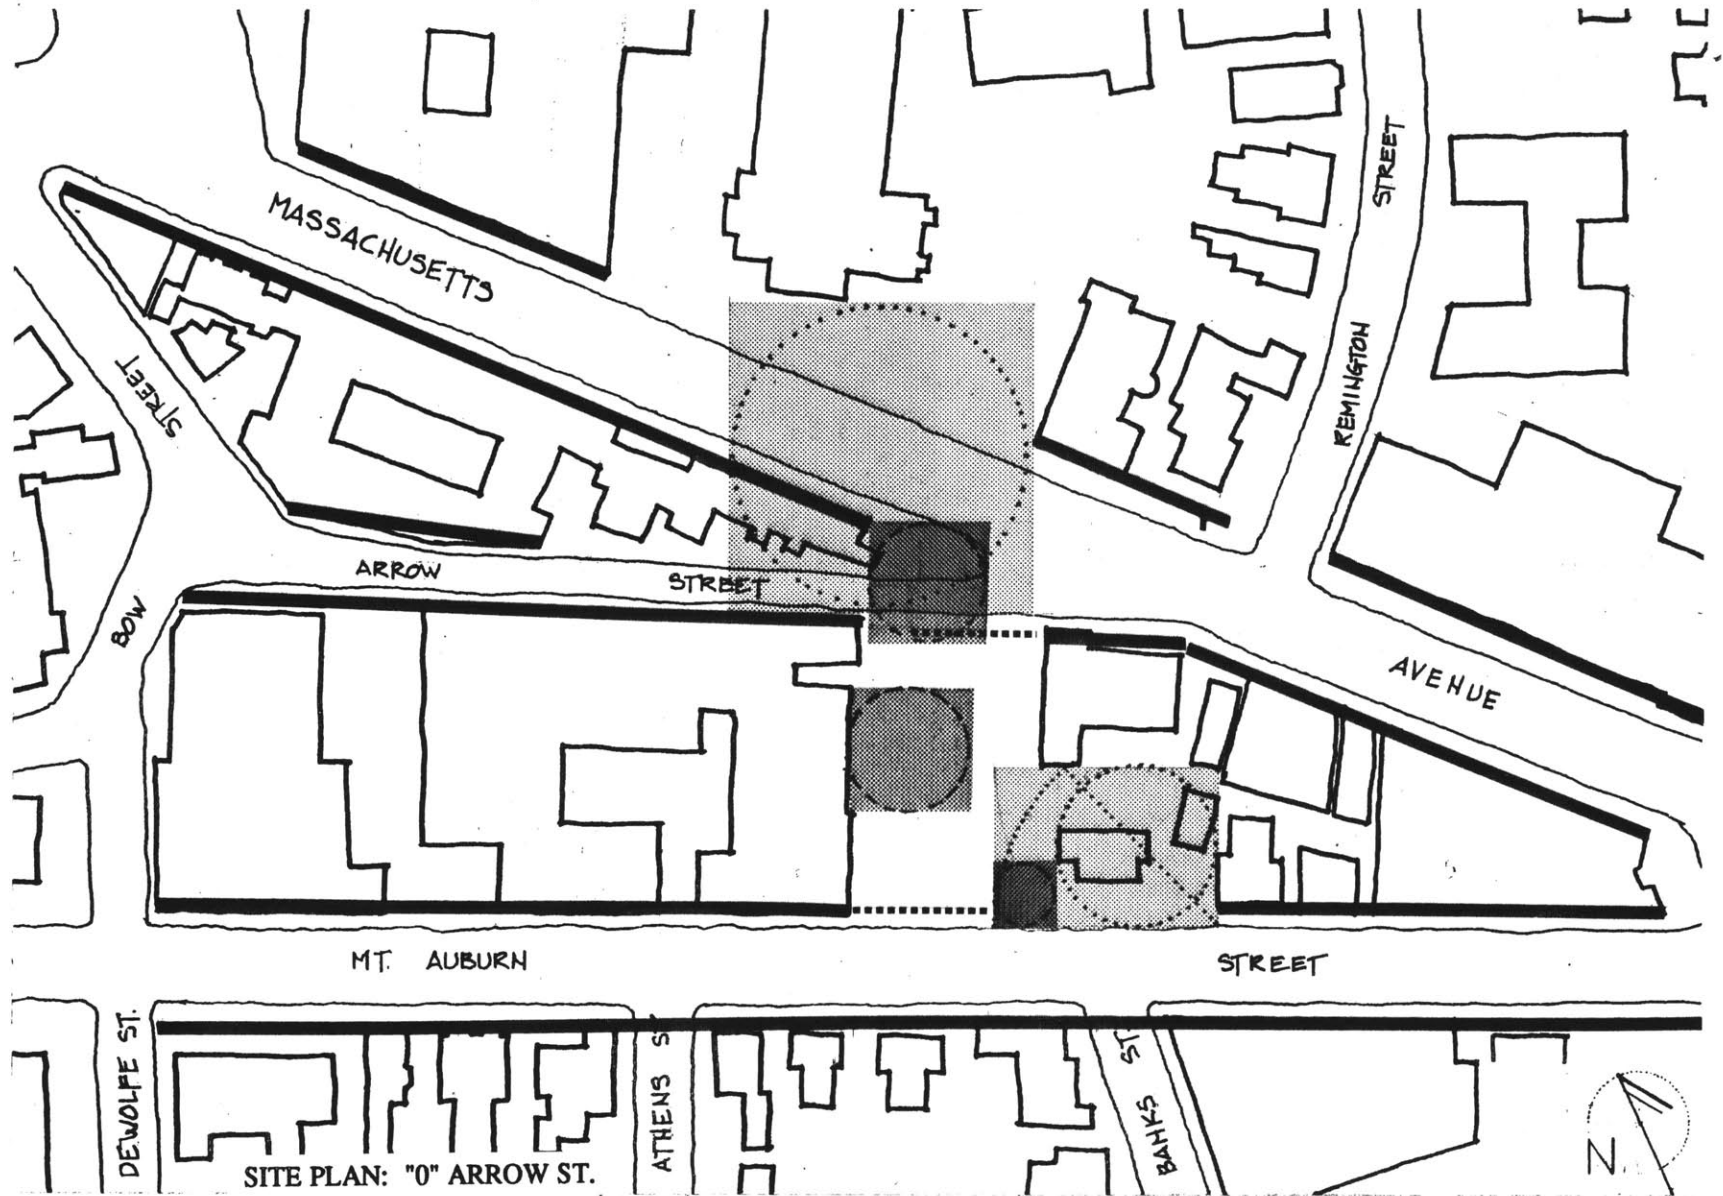 MASSACHUSETTS
STREET
REMINGTON
STREET
ARROW
STREET
BOW
AVENUE
MT. AUBURN
STREET
DEWOLFE ST.
ATHENS ST
BANKS ST
N.
SITE PLAN: "0" ARROW ST.